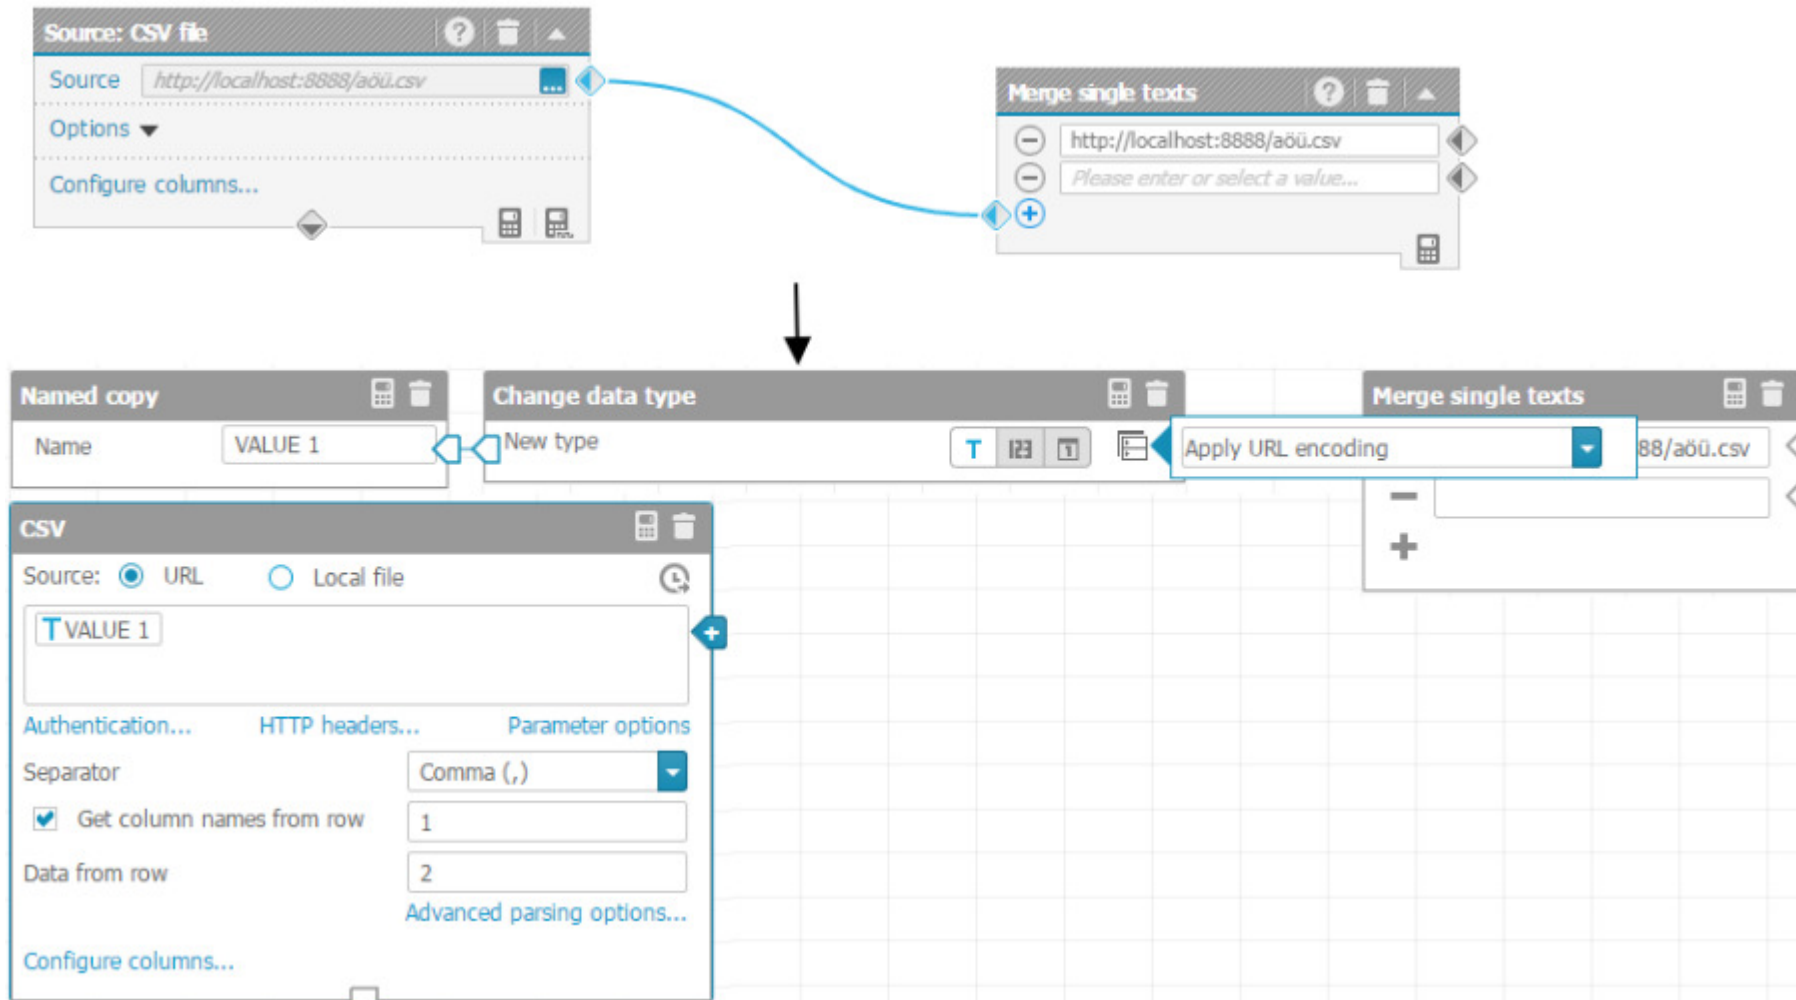 Source: CSV file
Source http://localhost:8888/aöü.csv ...
Options
Configure columns...
Merge single texts
http://localhost:8888/aöü.csv
Please enter or select a value...
Named copy
Name VALUE 1
Change data type
New type T 123 1
Apply URL encoding
Merge single texts
88/aöü.csv
CSV
Source: URL Local file
T VALUE 1
Authentication... HTTP headers... Parameter options
Separator Comma (,)
Get column names from row 1
Data from row 2
Advanced parsing options...
Configure columns...